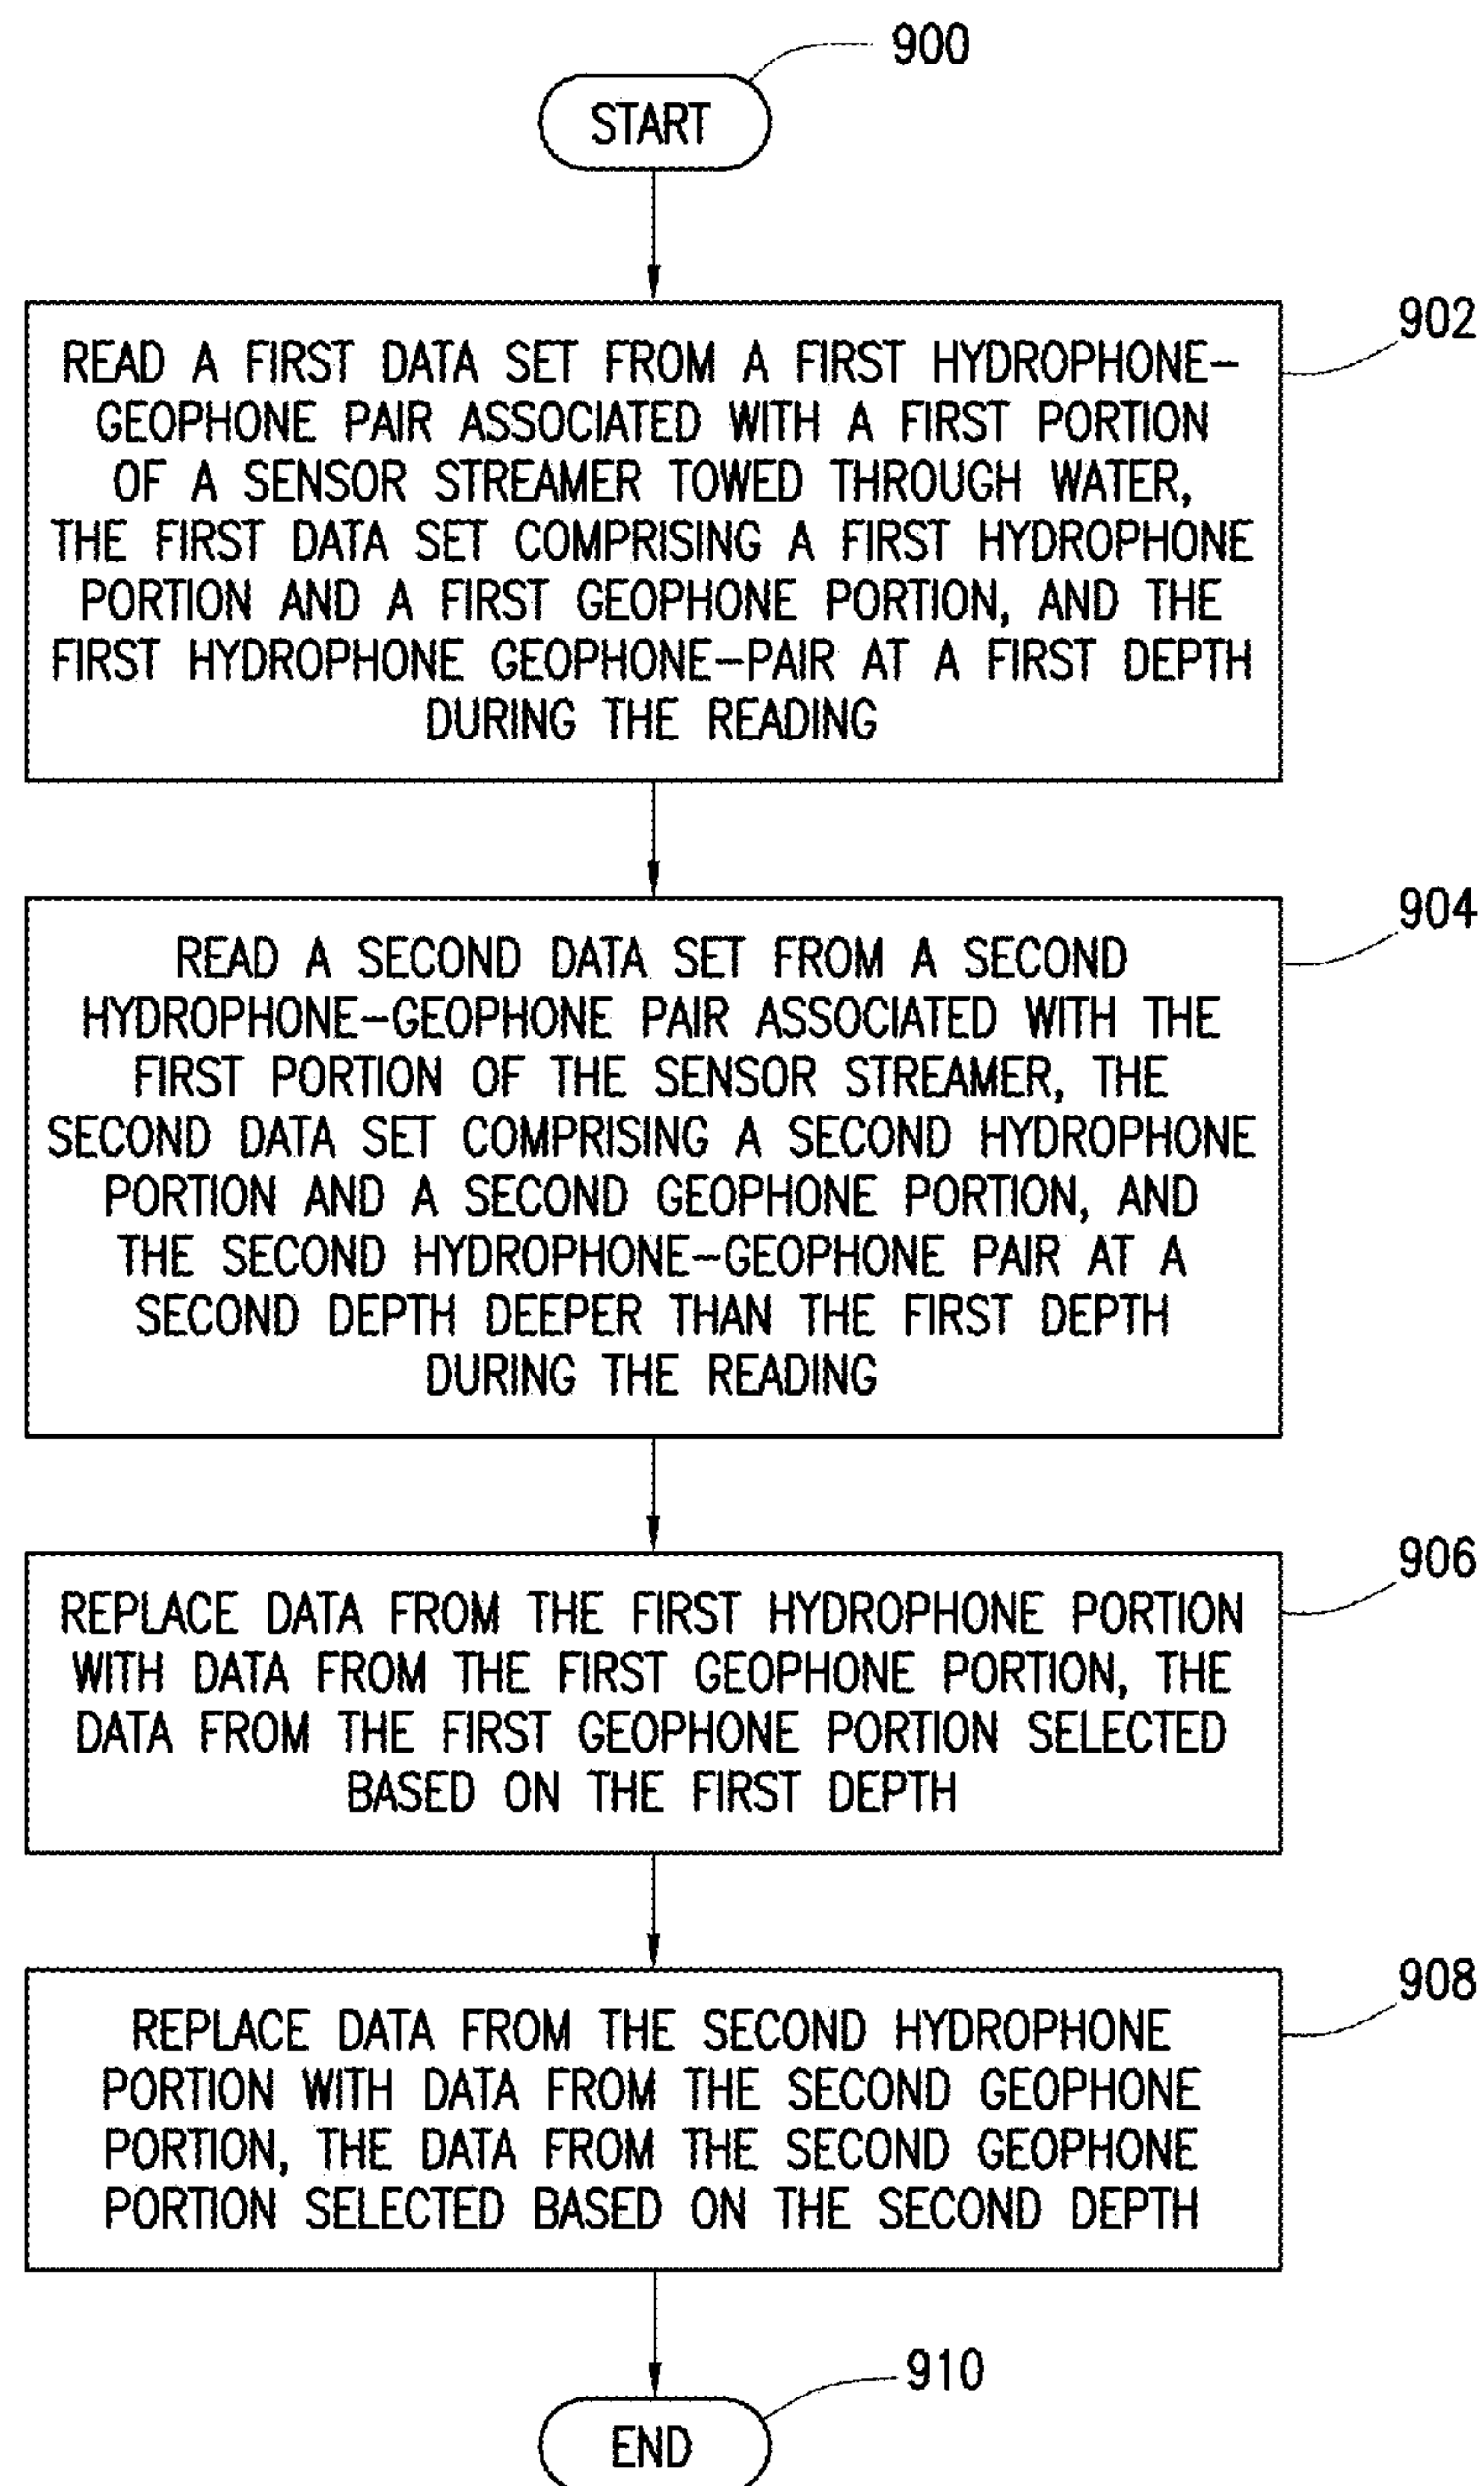 900
START
902
READ A FIRST DATA SET FROM A FIRST HYDROPHONE-
GEOPHONE PAIR ASSOCIATED WITH A FIRST PORTION
OF A SENSOR STREAMER TOWED THROUGH WATER,
THE FIRST DATA SET COMPRISING A FIRST HYDROPHONE
PORTION AND A FIRST GEOPHONE PORTION, AND THE
FIRST HYDROPHONE GEOPHONE-PAIR AT A FIRST DEPTH
DURING THE READING
904
READ A SECOND DATA SET FROM A SECOND
HYDROPHONE-GEOPHONE PAIR ASSOCIATED WITH THE
FIRST PORTION OF THE SENSOR STREAMER, THE
SECOND DATA SET COMPRISING A SECOND HYDROPHONE
PORTION AND A SECOND GEOPHONE PORTION, AND
THE SECOND HYDROPHONE-GEOPHONE PAIR AT A
SECOND DEPTH DEEPER THAN THE FIRST DEPTH
DURING THE READING
906
REPLACE DATA FROM THE FIRST HYDROPHONE PORTION
WITH DATA FROM THE FIRST GEOPHONE PORTION, THE
DATA FROM THE FIRST GEOPHONE PORTION SELECTED
BASED ON THE FIRST DEPTH
908
REPLACE DATA FROM THE SECOND HYDROPHONE
PORTION WITH DATA FROM THE SECOND GEOPHONE
PORTION, THE DATA FROM THE SECOND GEOPHONE
PORTION SELECTED BASED ON THE SECOND DEPTH
910
END